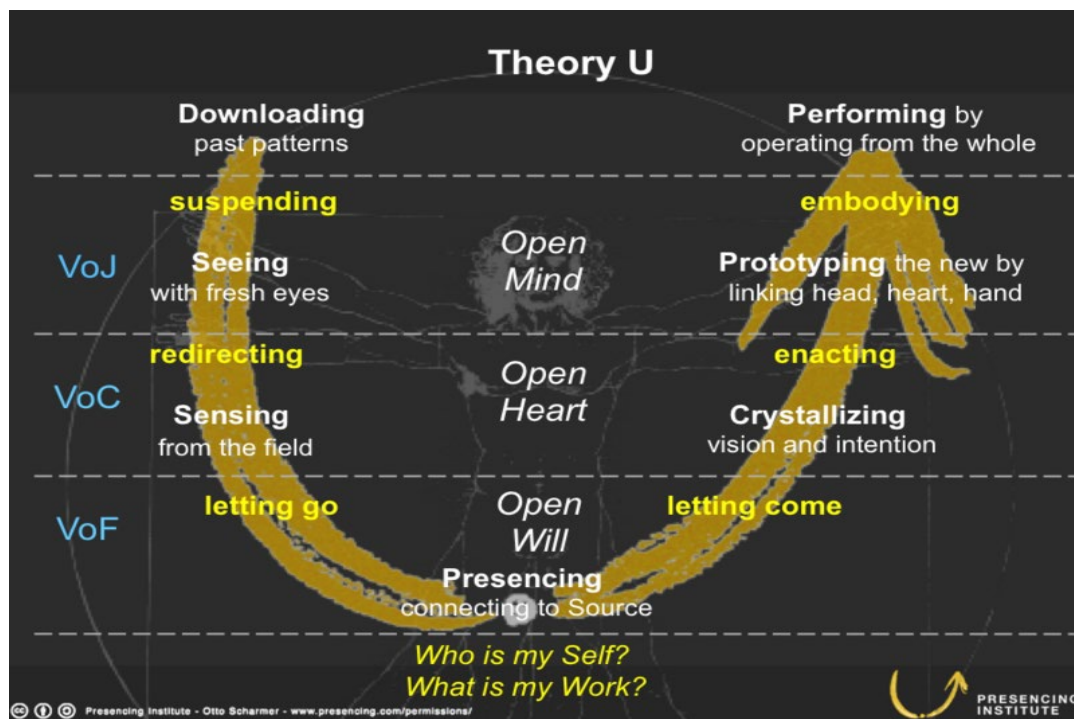 Theory U
Downloading
past patterns
Performing by
operating from the whole
suspending
embodying
VoJ
Seeing
with fresh eyes
Open
Mind
Prototyping the new by
linking head, heart, hand
redirecting
enacting
VoC
Open
Heart
Sensing
from the field
Crystallizing
vision and intention
letting go
letting come
VoF
Open
Will
Presencing
connecting to Source
Who is my Self?
What is my Work?
Presencing Institute - Otto Scharmer - www.presencing.com/permissions/
PRESENCING
INSTITUTE